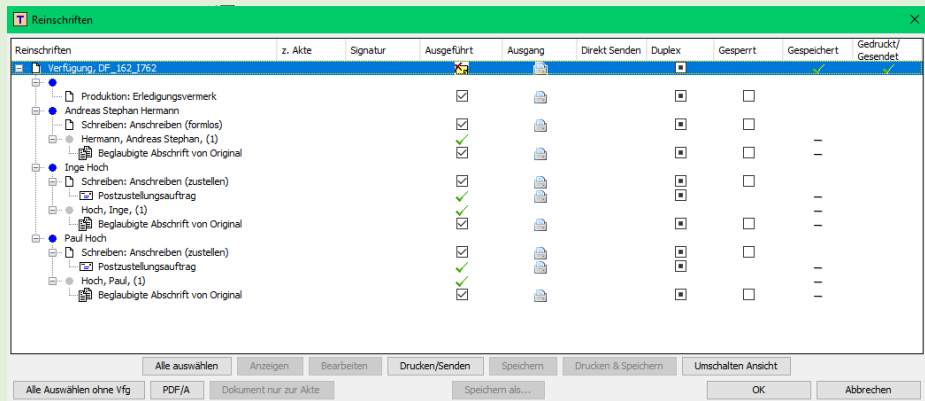 T Reinschriften
Reinschriften z. Akte Signatur Ausgeführt Ausgang Direkt Senden Duplex Gesperrt Gespeichert Gedruckt/
Gesendet
Verfügung, DF_162_I762
Produktion: Erledigungsvermerk
Andreas Stephan Hermann
Schreiben: Anschreiben (formlos)
Hermann, Andreas Stephan, (1)
Beglaubigte Abschrift von Original
Inge Hoch
Schreiben: Anschreiben (zustellen)
Postzustellungsauftrag
Hoch, Inge, (1)
Beglaubigte Abschrift von Original
Paul Hoch
Schreiben: Anschreiben (zustellen)
Postzustellungsauftrag
Hoch, Paul, (1)
Beglaubigte Abschrift von Original
Alle auswählen Anzeigen Bearbeiten Drucken/Senden Speichern Drucken & Speichern Umschalten Ansicht
Alle Auswählen ohne Vfg PDF/A Dokument nur zur Akte Speichern als... OK Abbrechen